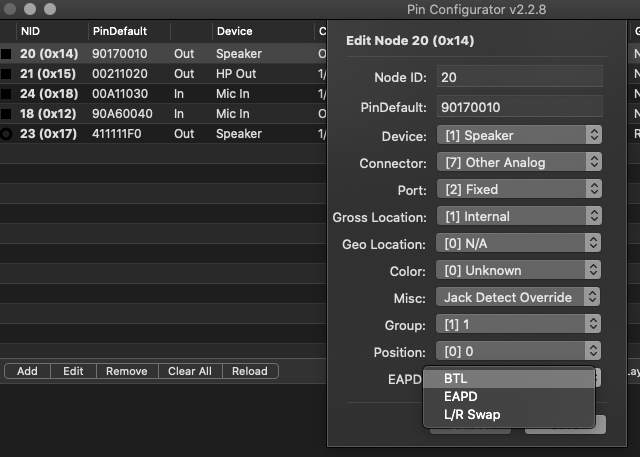 Pin Configurator v2.2.8
NID PinDefault Device
20 (0x14) 90170010 Out Speaker
21 (0x15) 00211020 Out HP Out 1/
24 (0x18) 00A11030 In Mic In 1/
18 (0x12) 90A60040 In Mic In
23 (0x17) 411111F0 Out Speaker 1/
Add Edit Remove Clear All Reload
Edit Node 20 (0x14)
Node ID: 20
PinDefault: 90170010
Device: [1] Speaker
Connector: [7] Other Analog
Port: [2] Fixed
Gross Location: [1] Internal
Geo Location: [0] N/A
Color: [0] Unknown
Misc: Jack Detect Override
Group: [1] 1
Position: [0] 0
EAPD
BTL
EAPD
L/R Swap